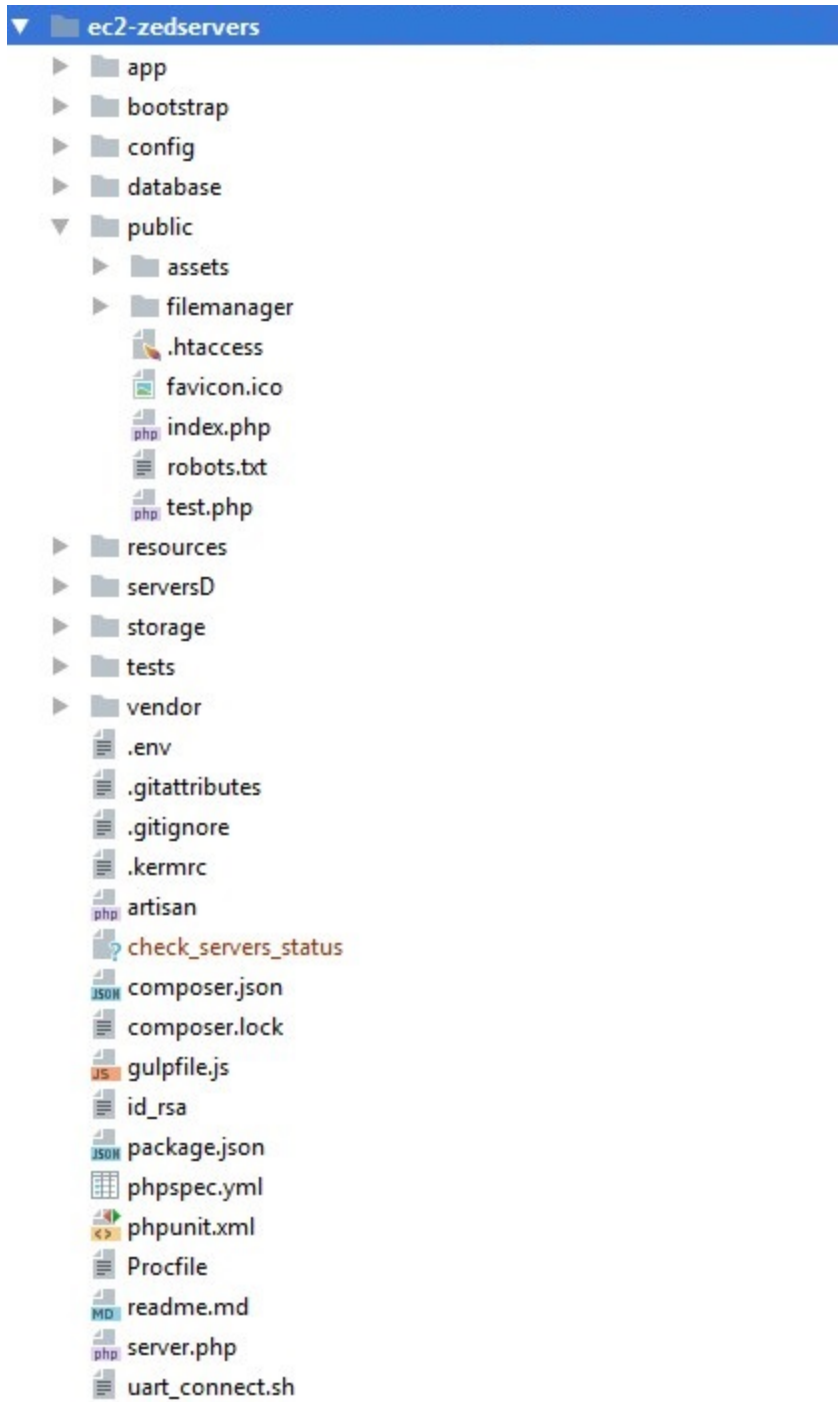 ec2-zedservers
app
bootstrap
config
database
public
assets
filemanager
.htaccess
favicon.ico
php index.php
robots.txt
php test.php
resources
serversD
storage
tests
vendor
.env
.gitattributes
.gitignore
.kermrc
php artisan
? check_servers_status
JSON composer.json
composer.lock
JS gulpfile.js
id_rsa
JSON package.json
phpspec.yml
<> phpunit.xml
Procfile
MD readme.md
php server.php
uart_connect.sh